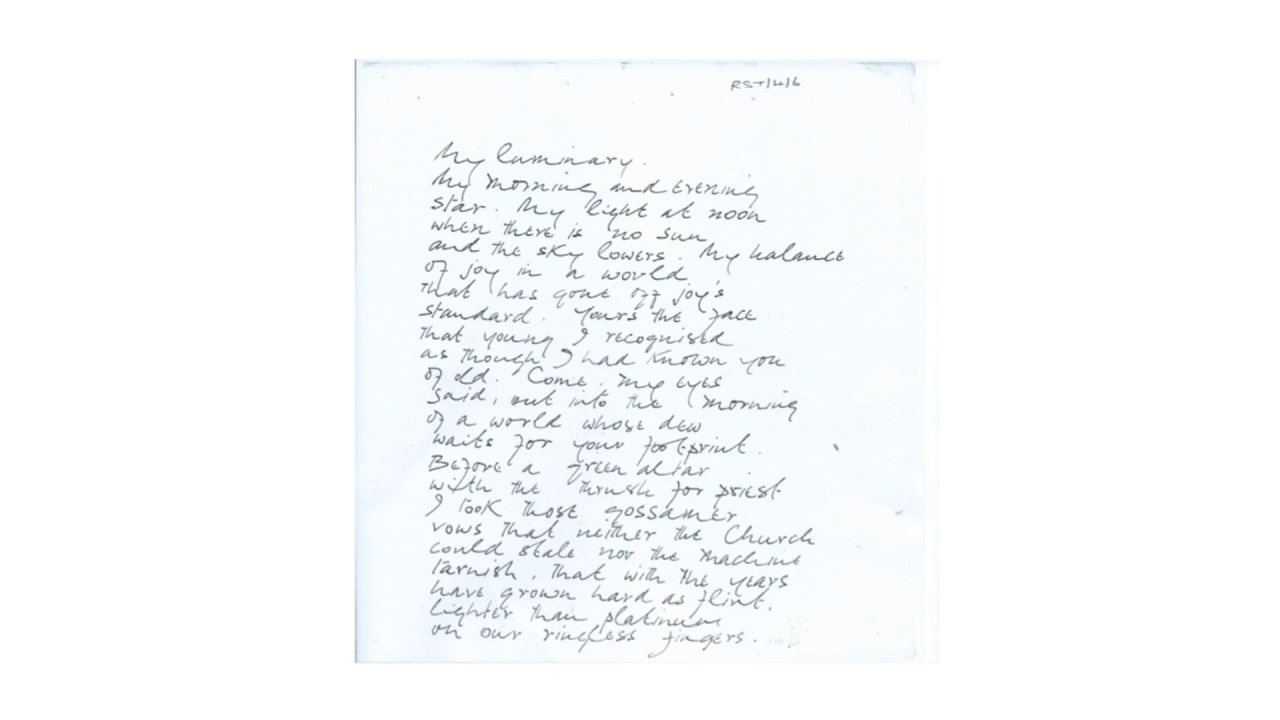 RST/4/6
My luminary.
My morning and evening
star. My light at noon
when there is no sun
and the sky lowers. My balance
of joy in a world
that has gone off joy's
standard. Yours the face
that young I recognised
as though I had known you
of old. Come, my eyes
said, out into the morning
of a world whose dew
waits for your footprint.
Before a green altar
with the thrush for priest
I took those gossamer
vows that neither the Church
could stale nor the Machine
tarnish, that with the years
have grown hard as flint,
lighter than platinum
on our ringless fingers.